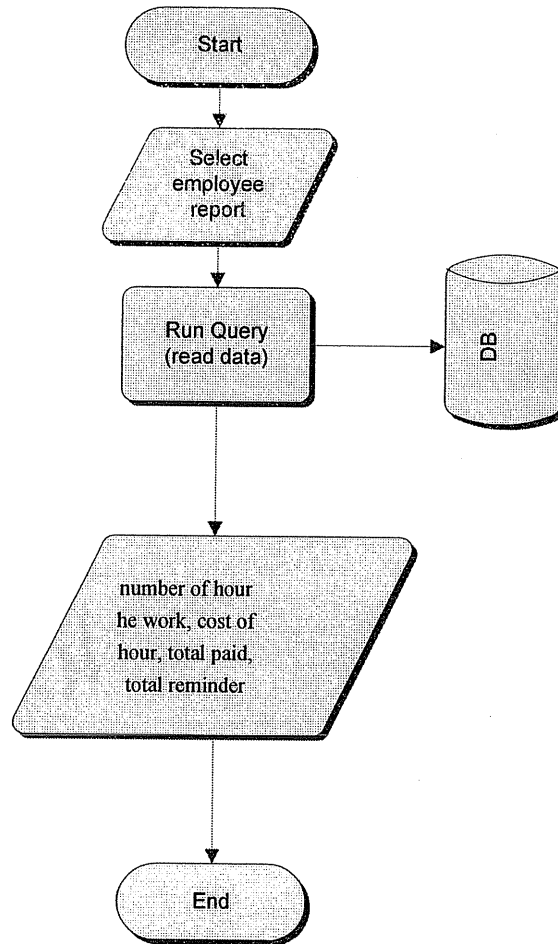 Start
Select
employee
report
Run Query
(read data)
DB
number of hour
he work, cost of
hour, total paid,
total reminder
End